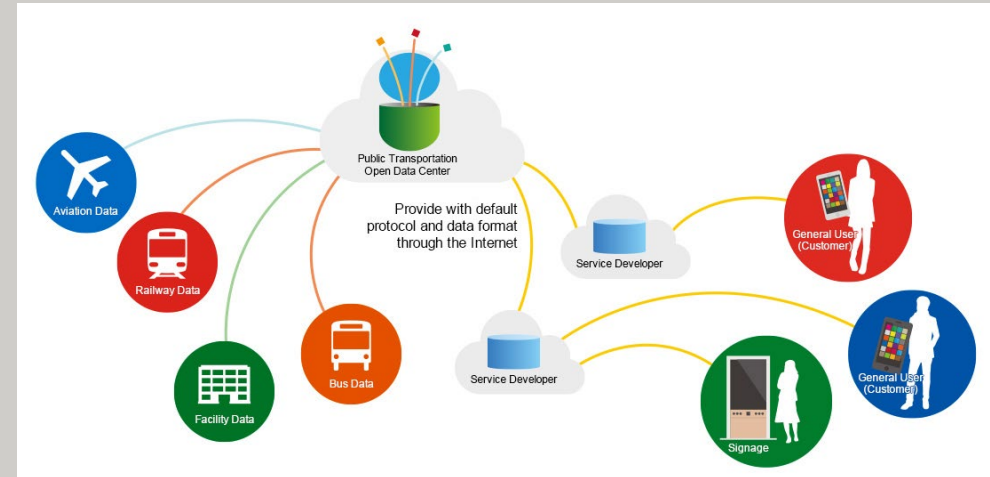 Public Transportation
Open Data Center
Aviation Data
Railway Data
Facility Data
Bus Data
Provide with default
protocol and data format
through the Internet
Service Developer
General User
(Customer)
Service Developer
General User
(Customer)
Signage